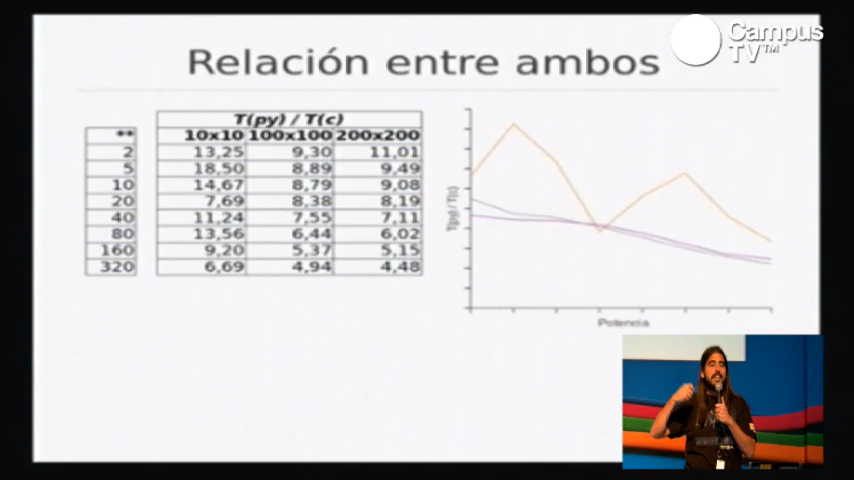 Campus
TV™
Relación entre ambos
T(py) / T(c)
** 10x10 100x100 200x200
2 13,25 9,30 11,01
5 18,50 8,89 9,49
10 14,67 8,79 9,08
20 7,69 8,38 8,19
40 11,24 7,55 7,11
80 13,56 6,44 6,02
160 9,20 5,37 5,15
320 6,69 4,94 4,48
T(py) / T(c)
Potencia